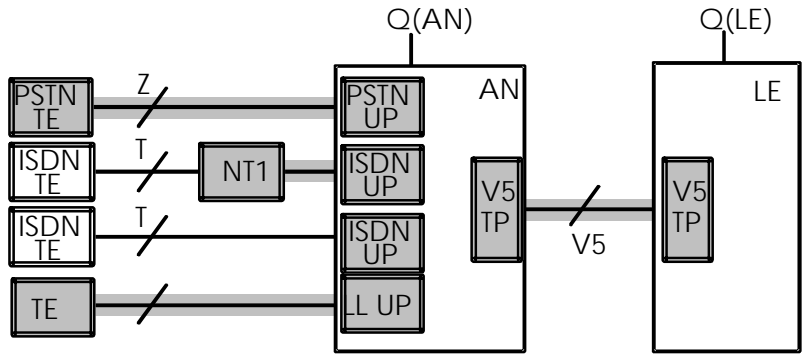 Q(AN)
Q(LE)
PSTN
TE
Z
PSTN
UP
AN
LE
ISDN
TE
T
NT1
ISDN
UP
V5
TP
V5
V5
TP
ISDN
TE
T
ISDN
UP
TE
LL UP